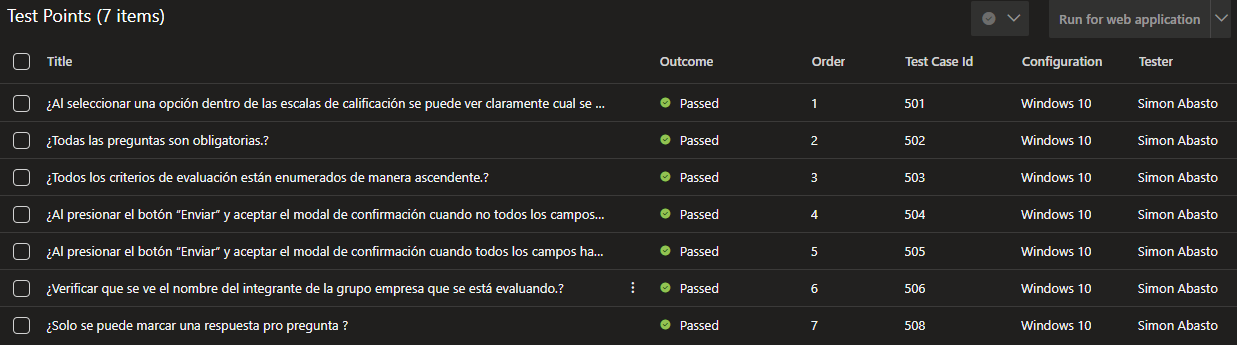 Test Points (7 items)
Run for web application
Title Outcome Order Test Case Id Configuration Tester
¿Al seleccionar una opción dentro de las escalas de calificación se puede ver claramente cual se ... Passed 1 501 Windows 10 Simon Abasto
¿Todas las preguntas son obligatorias.? Passed 2 502 Windows 10 Simon Abasto
¿Todos los criterios de evaluación están enumerados de manera ascendente.? Passed 3 503 Windows 10 Simon Abasto
¿Al presionar el botón “Enviar” y aceptar el modal de confirmación cuando no todos los campos... Passed 4 504 Windows 10 Simon Abasto
¿Al presionar el botón “Enviar” y aceptar el modal de confirmación cuando todos los campos ha... Passed 5 505 Windows 10 Simon Abasto
¿Verificar que se ve el nombre del integrante de la grupo empresa que se está evaluando.? Passed 6 506 Windows 10 Simon Abasto
¿Solo se puede marcar una respuesta pro pregunta ? Passed 7 508 Windows 10 Simon Abasto